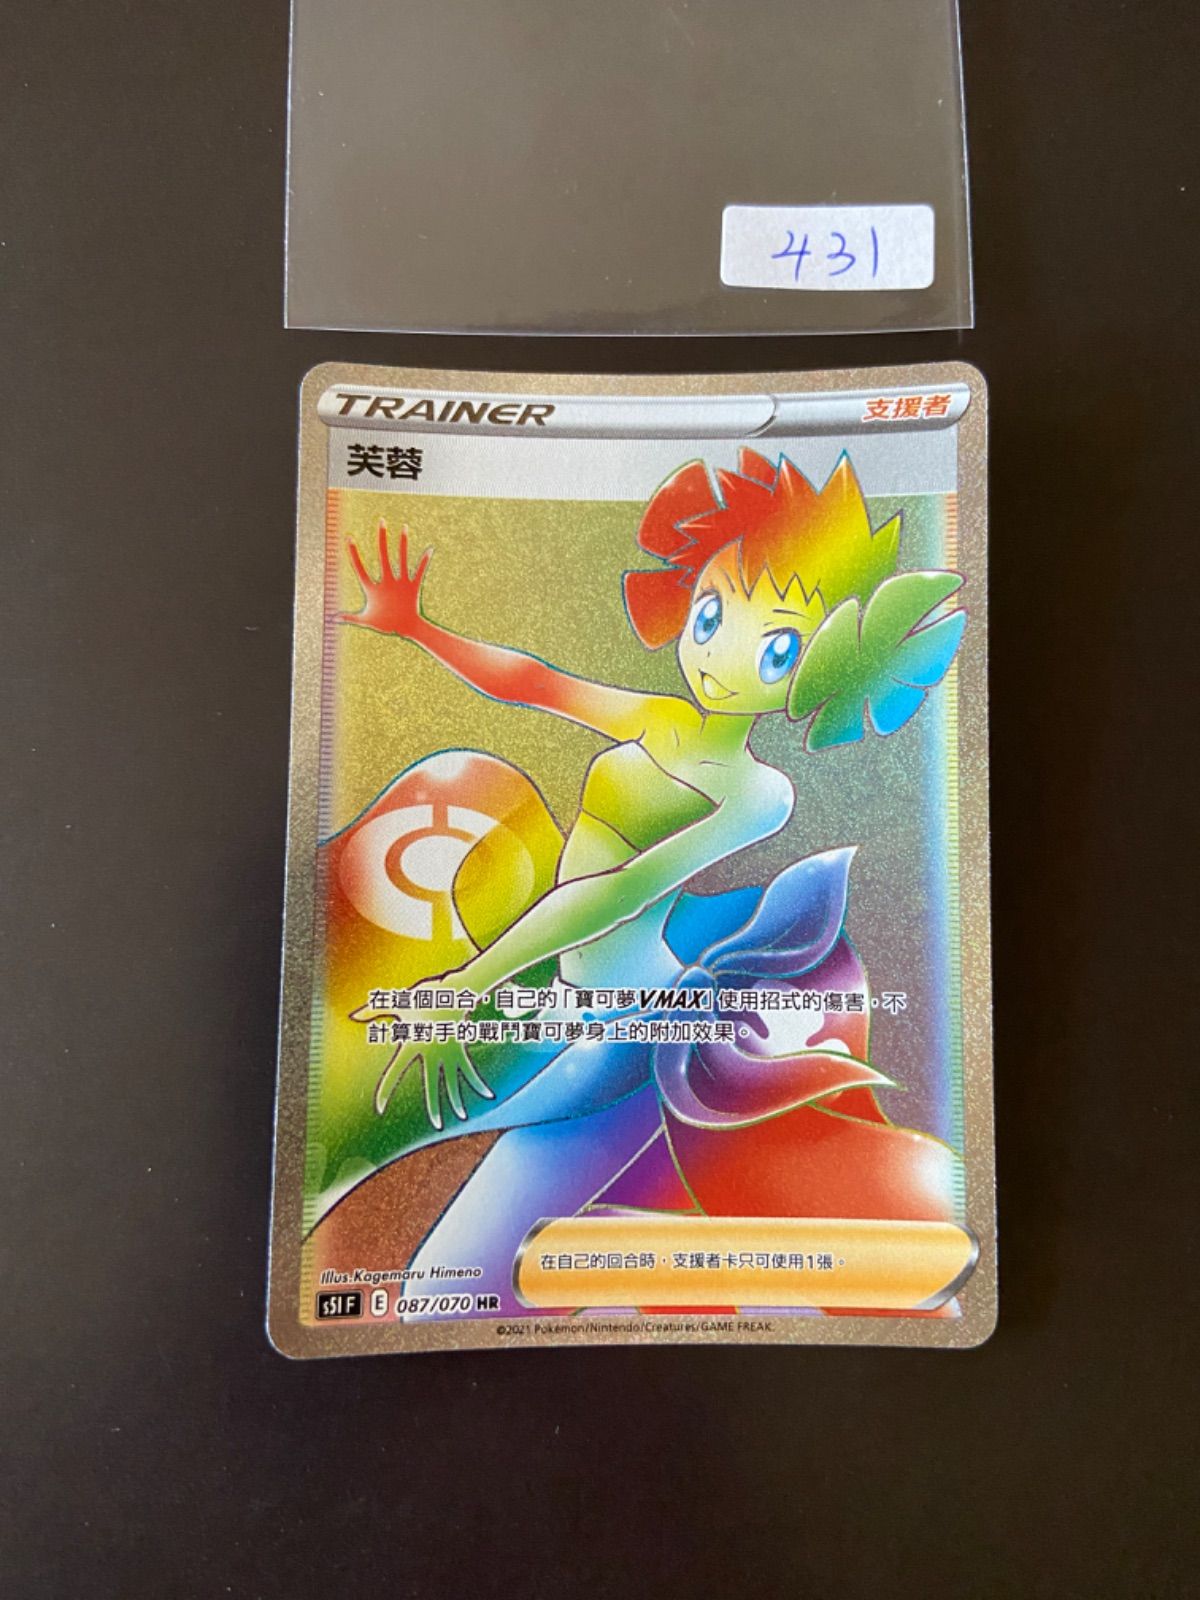 431
TRAINER
支援者
芙蓉
在這個回合，自己的「寶可夢VMAX」使用招式的傷害，不
計算對手的戰鬥寶可夢身上的附加效果。
在自己的回合時，支援者卡只可使用1張。
Illus.Kagemaru Himeno
s5I F E 087/070 HR
©2021 Pokémon/Nintendo/Creatures/GAME FREAK.